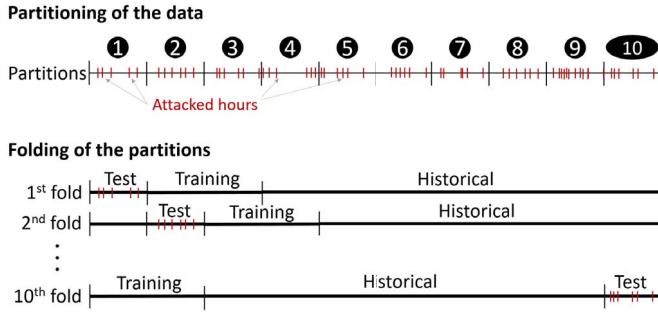 Partitioning of the data
1 2 3 4 5 6 7 8 9 10
Partitions
Attacked hours
Folding of the partitions
Test Training Historical
1st fold
Test Training Historical
2nd fold
Training Historical Test
10th fold